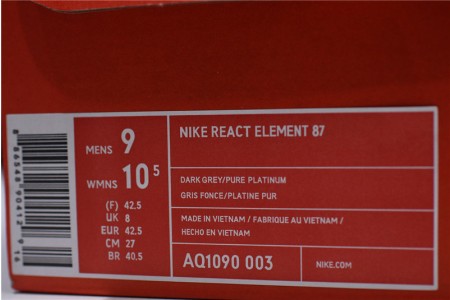 MENS 9
WMNS 10 5
(F) 42.5
UK 8
EUR 42.5
CM 27
BR 40.5
NIKE REACT ELEMENT 87
DARK GREY/PURE PLATINUM
GRIS FONCE/PLATINE PUR
MADE IN VIETNAM / FABRIQUE AU VIETNAM /
HECHO EN VIETNAM
AQ1090 003
NIKE.COM